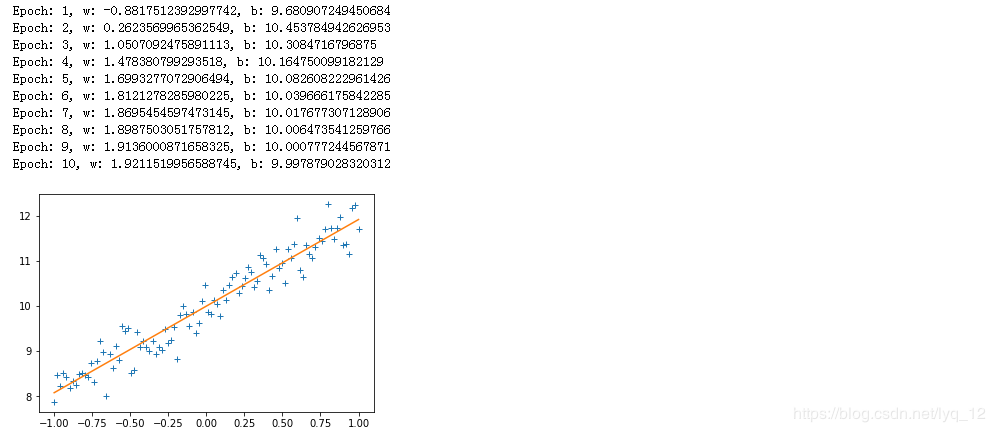 Epoch: 1, w: -0.8817512392997742, b: 9.680907249450684
Epoch: 2, w: 0.2623569965362549, b: 10.453784942626953
Epoch: 3, w: 1.0507092475891113, b: 10.3084716796875
Epoch: 4, w: 1.478380799293518, b: 10.164750099182129
Epoch: 5, w: 1.6993277072906494, b: 10.082608222961426
Epoch: 6, w: 1.8121278285980225, b: 10.039666175842285
Epoch: 7, w: 1.8695454597473145, b: 10.017677307128906
Epoch: 8, w: 1.8987503051757812, b: 10.006473541259766
Epoch: 9, w: 1.9136000871658325, b: 10.000777244567871
Epoch: 10, w: 1.9211519956588745, b: 9.997879028320312
12
11
10
9
8
−1.00 −0.75 −0.50 −0.25 0.00 0.25 0.50 0.75 1.00
https://blog.csdn.net/lyq_12